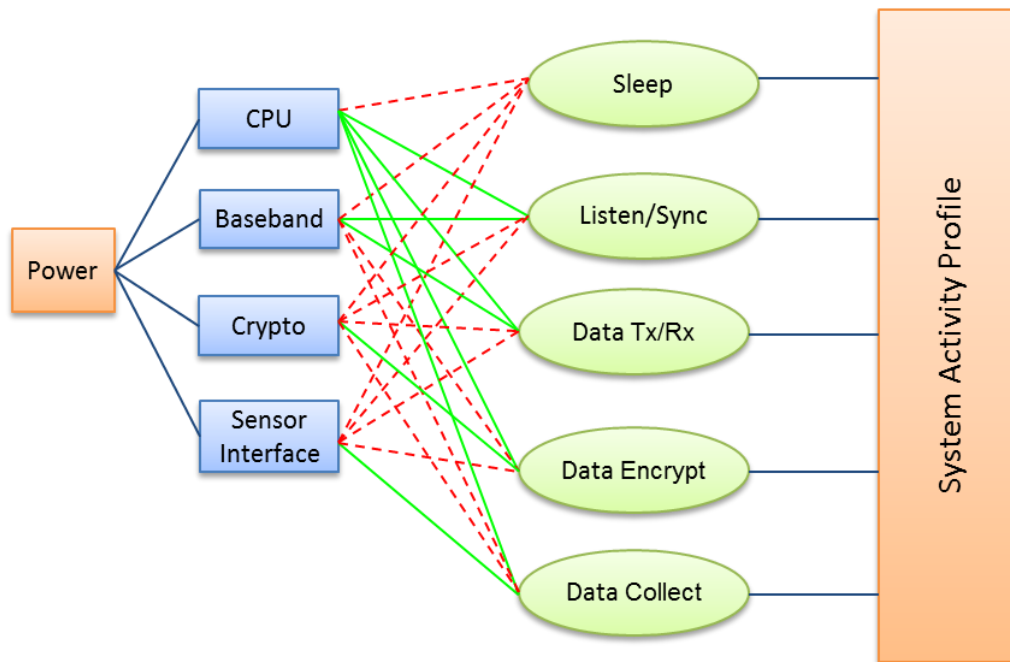 Power
CPU
Baseband
Crypto
Sensor
Interface
Sleep
Listen/Sync
Data Tx/Rx
Data Encrypt
Data Collect
System Activity Profile